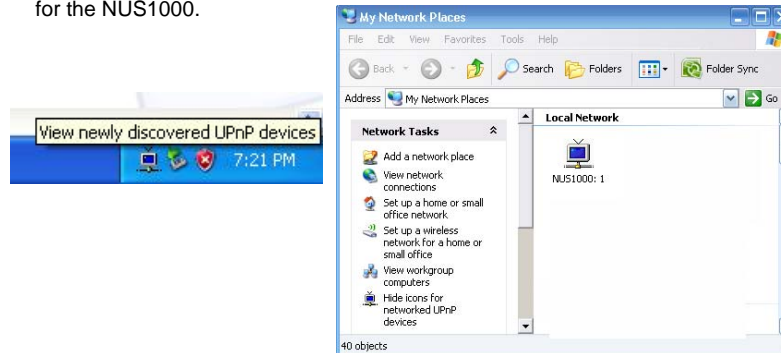 for the NUS1000.
View newly discovered UPnP devices
7:21 PM
My Network Places
File Edit View Favorites Tools Help
Back Search Folders Folder Sync
Address My Network Places Go
Network Tasks
Add a network place
View network
connections
Set up a home or small
office network
Set up a wireless
network for a home or
small office
View workgroup
computers
Hide icons for
networked UPnP
devices
Local Network
NUS1000: 1
40 objects